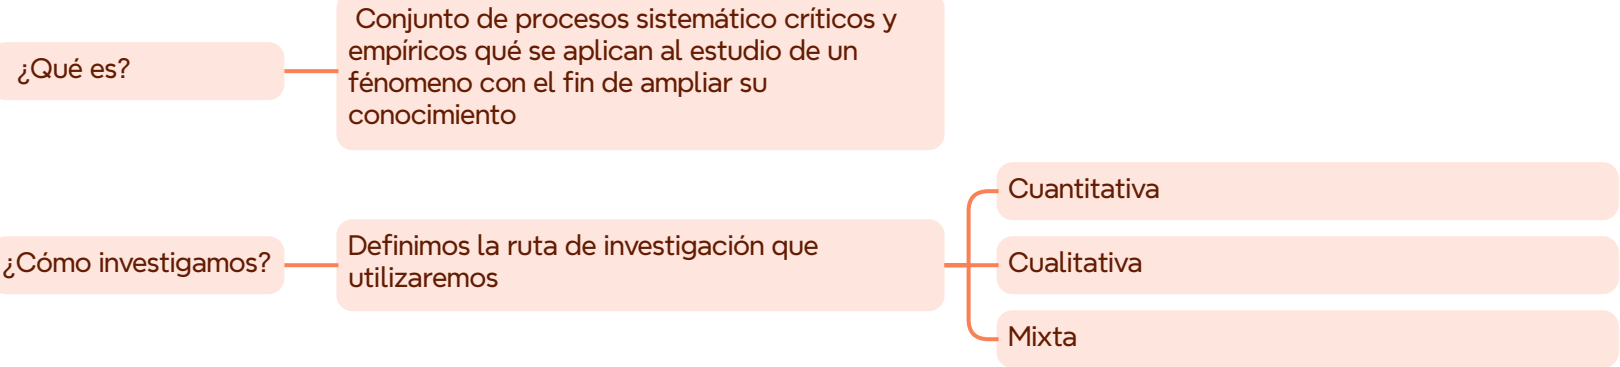 ¿Qué es?
Conjunto de procesos sistemático críticos y
empíricos qué se aplican al estudio de un
fénomeno con el fin de ampliar su
conocimiento
¿Cómo investigamos?
Definimos la ruta de investigación que
utilizaremos
Cuantitativa
Cualitativa
Mixta